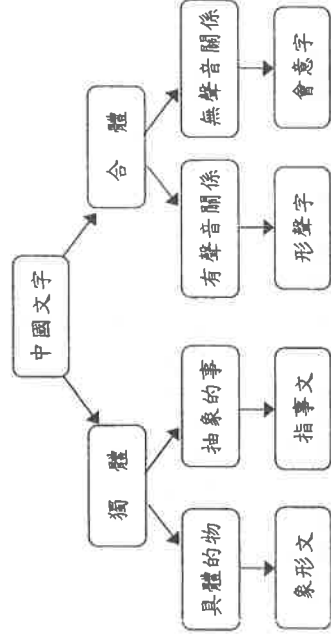 中國文字
獨體
合體
具體的物
抽象的事
有聲音關係
無聲音關係
象形文
指事文
形聲字
會意字